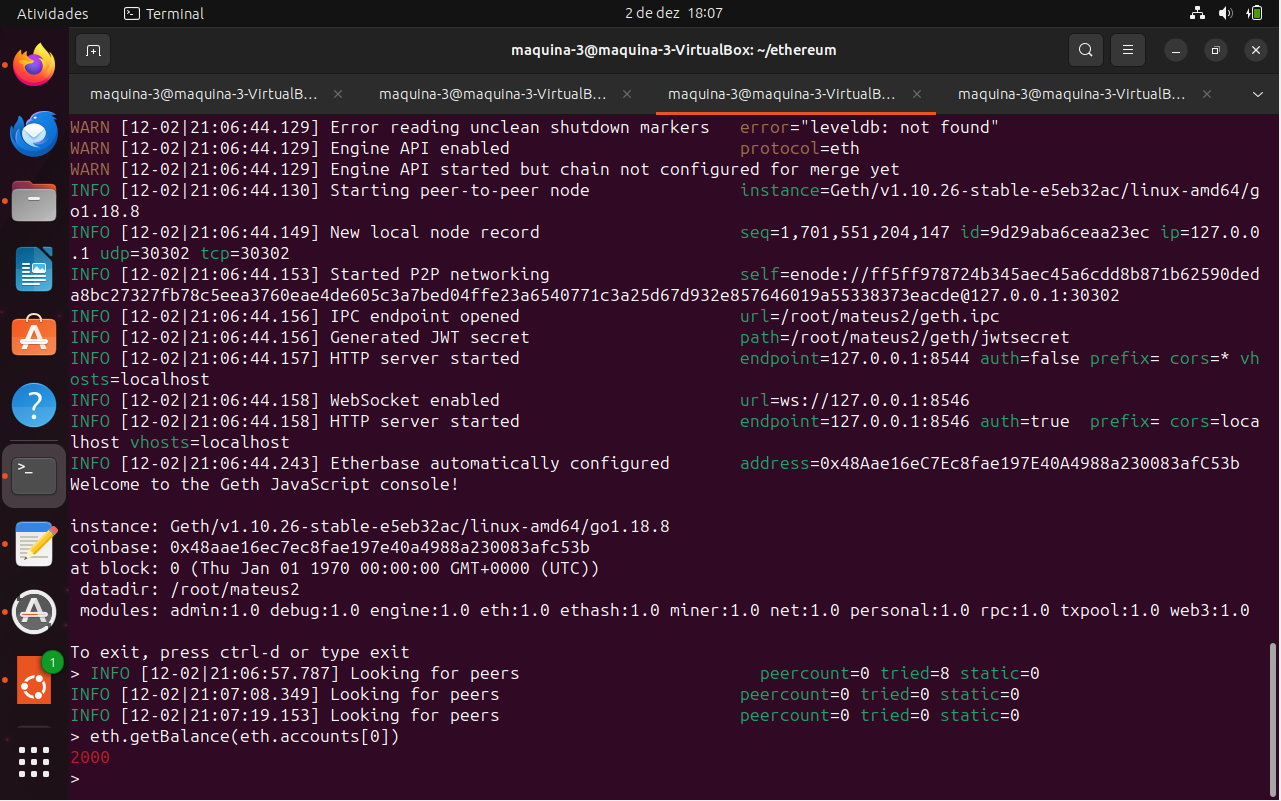 Atividades
Terminal
2 de dez 18:07
maquina-3@maquina-3-VirtualBox: ~/ethereum
maquina-3@maquina-3-VirtualB...
maquina-3@maquina-3-VirtualB...
maquina-3@maquina-3-VirtualB...
maquina-3@maquina-3-VirtualB...
WARN [12-02|21:06:44.129] Error reading unclean shutdown markers error="leveldb: not found"
WARN [12-02|21:06:44.129] Engine API enabled protocol=eth
WARN [12-02|21:06:44.129] Engine API started but chain not configured for merge yet
INFO [12-02|21:06:44.130] Starting peer-to-peer node instance=Geth/v1.10.26-stable-e5eb32ac/linux-amd64/g
o1.18.8
INFO [12-02|21:06:44.149] New local node record seq=1,701,551,204,147 id=9d29aba6ceaa23ec ip=127.0.0
.1 udp=30302 tcp=30302
INFO [12-02|21:06:44.153] Started P2P networking self=enode://ff5ff978724b345aec45a6cdd8b871b62590ded
a8bc27327fb78c5eea3760eae4de605c3a7bed04ffe23a6540771c3a25d67d932e857646019a55338373eacde@127.0.0.1:30302
INFO [12-02|21:06:44.156] IPC endpoint opened url=/root/mateus2/geth.ipc
INFO [12-02|21:06:44.156] Generated JWT secret path=/root/mateus2/geth/jwtsecret
INFO [12-02|21:06:44.157] HTTP server started endpoint=127.0.0.1:8544 auth=false prefix= cors=* vh
osts=localhost
INFO [12-02|21:06:44.158] WebSocket enabled url=ws://127.0.0.1:8546
INFO [12-02|21:06:44.158] HTTP server started endpoint=127.0.0.1:8546 auth=true prefix= cors=loca
lhost vhosts=localhost
INFO [12-02|21:06:44.243] Etherbase automatically configured address=0x48Aae16eC7Ec8fae197E40A4988a230083afC53b
Welcome to the Geth JavaScript console!
instance: Geth/v1.10.26-stable-e5eb32ac/linux-amd64/go1.18.8
coinbase: 0x48aae16ec7ec8fae197e40a4988a230083afc53b
at block: 0 (Thu Jan 01 1970 00:00:00 GMT+0000 (UTC))
datadir: /root/mateus2
modules: admin:1.0 debug:1.0 engine:1.0 eth:1.0 ethash:1.0 miner:1.0 net:1.0 personal:1.0 rpc:1.0 txpool:1.0 web3:1.0
To exit, press ctrl-d or type exit
> INFO [12-02|21:06:57.787] Looking for peers peercount=0 tried=8 static=0
INFO [12-02|21:07:08.349] Looking for peers peercount=0 tried=0 static=0
INFO [12-02|21:07:19.153] Looking for peers peercount=0 tried=0 static=0
> eth.getBalance(eth.accounts[0])
2000
>
1